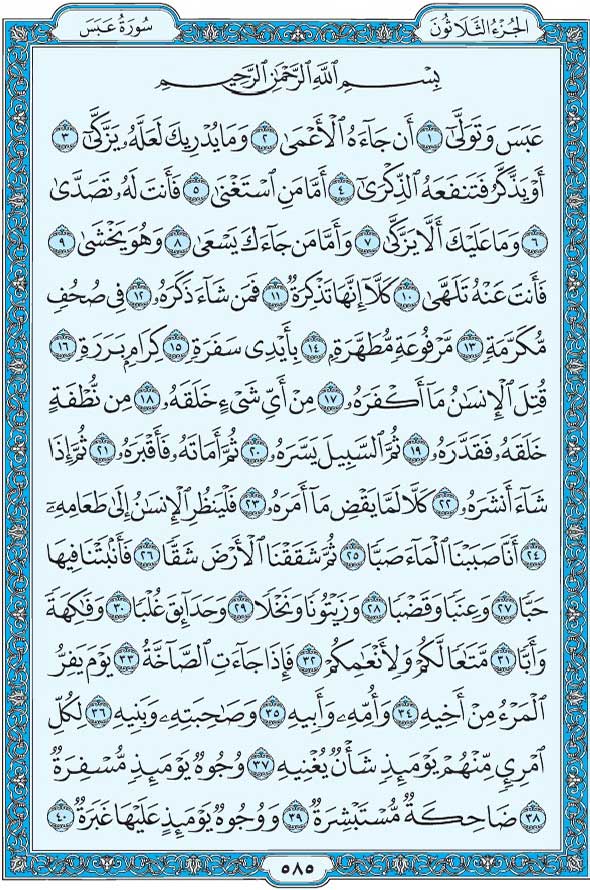 الجُزْءُ الثَّلَاثُونَ
سُورَةُ عَبَسَ
بِسْمِ اللَّهِ الرَّحْمَٰنِ الرَّحِيمِ
عَبَسَ وَتَوَلَّىٰٓ ١ أَن جَآءَهُ ٱلْأَعْمَىٰ ٢ وَمَا يُدْرِيكَ لَعَلَّهُۥ يَزَّكَّىٰٓ ٣
أَوْ يَذَّكَّرُ فَتَنفَعَهُ ٱلذِّكْرَىٰٓ ٤ أَمَّا مَنِ ٱسْتَغْنَىٰ ٥ فَأَنتَ لَهُۥ تَصَدَّىٰ
٦ وَمَا عَلَيْكَ أَلَّا يَزَّكَّىٰ ٧ وَأَمَّا مَن جَآءَكَ يَسْعَىٰ ٨ وَهُوَ يَخْشَىٰ ٩
فَأَنتَ عَنْهُ تَلَهَّىٰ ١٠ كَلَّآ إِنَّهَا تَذْكِرَةٌ ١١ فَمَن شَآءَ ذَكَرَهُۥ ١٢ فِى صُحُفٍ
مُّكَرَّمَةٍ ١٣ مَّرْفُوعَةٍ مُّطَهَّرَةٍۭ ١٤ بِأَيْدِى سَفَرَةٍ ١٥ كِرَامٍۭ بَرَرَةٍ ١٦
قُتِلَ ٱلْإِنسَٰنُ مَآ أَكْفَرَهُۥ ١٧ مِنْ أَىِّ شَىْءٍ خَلَقَهُۥ ١٨ مِن نُّطْفَةٍ
خَلَقَهُۥ فَقَدَّرَهُۥ ١٩ ثُمَّ ٱلسَّبِيلَ يَسَّرَهُۥ ٢٠ ثُمَّ أَمَاتَهُۥ فَأَقْبَرَهُۥ ٢١ ثُمَّ إِذَا
شَآءَ أَنشَرَهُۥ ٢٢ كَلَّا لَمَّا يَقْضِ مَآ أَمَرَهُۥ ٢٣ فَلْيَنظُرِ ٱلْإِنسَٰنُ إِلَىٰ طَعَامِهِۦٓ
٢٤ أَنَّا صَبَبْنَا ٱلْمَآءَ صَبًّا ٢٥ ثُمَّ شَقَقْنَا ٱلْأَرْضَ شَقًّا ٢٦ فَأَنۢبَتْنَا فِيهَا
حَبًّا ٢٧ وَعِنَبًا وَقَضْبًا ٢٨ وَزَيْتُونًا وَنَخْلًا ٢٩ وَحَدَآئِقَ غُلْبًا ٣٠ وَفَٰكِهَةً
وَأَبًّا ٣١ مَّتَٰعًا لَّكُمْ وَلِأَنْعَٰمِكُمْ ٣٢ فَإِذَا جَآءَتِ ٱلصَّآخَّةُ ٣٣ يَوْمَ يَفِرُّ
ٱلْمَرْءُ مِنْ أَخِيهِ ٣٤ وَأُمِّهِۦ وَأَبِيهِ ٣٥ وَصَٰحِبَتِهِۦ وَبَنِيهِ ٣٦ لِكُلِّ
ٱمْرِئٍ مِّنْهُمْ يَوْمَئِذٍ شَأْنٌ يُغْنِيهِ ٣٧ وُجُوهٌ يَوْمَئِذٍ مُّسْفِرَةٌ
٣٨ ضَاحِكَةٌ مُّسْتَبْشِرَةٌ ٣٩ وَوُجُوهٌ يَوْمَئِذٍ عَلَيْهَا غَبَرَةٌ ٤٠
٥٨٥